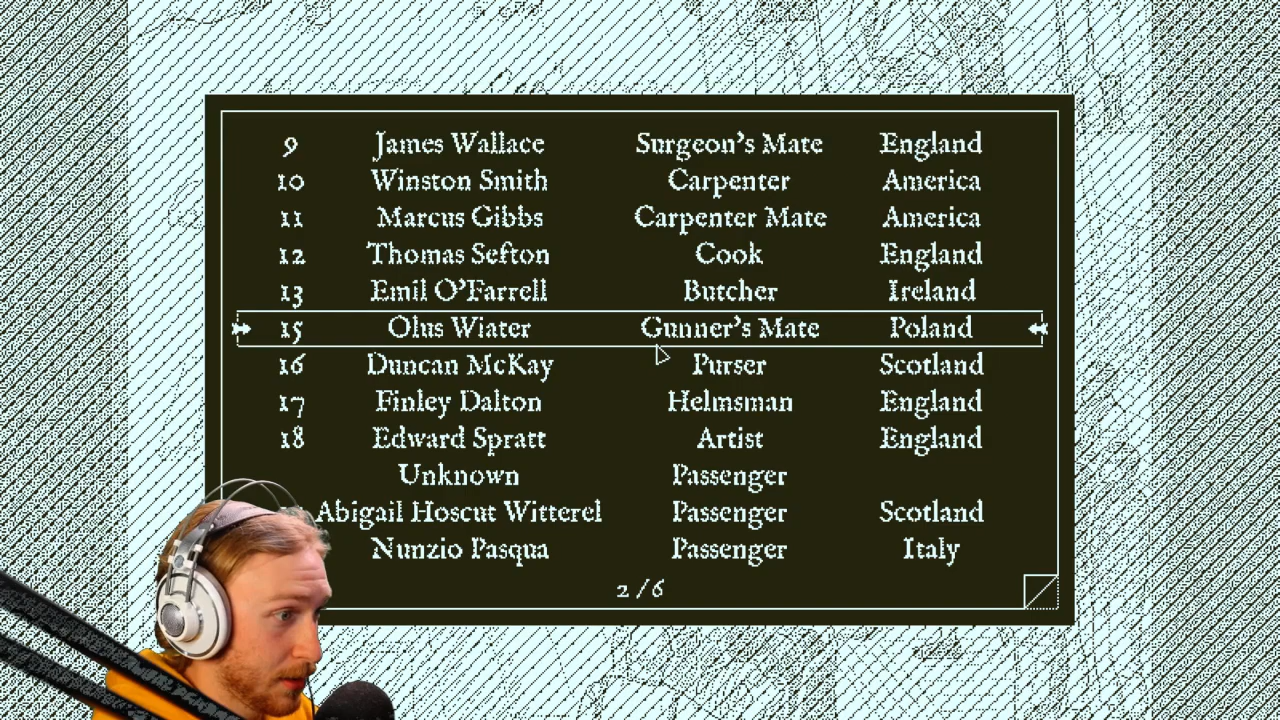 9 James Wallace Surgeon's Mate England
10 Winston Smith Carpenter America
11 Marcus Gibbs Carpenter Mate America
12 Thomas Sefton Cook England
13 Emil O'Farrell Butcher Ireland
15 Olus Wiater Gunner's Mate Poland
16 Duncan McKay Purser Scotland
17 Finley Dalton Helmsman England
18 Edward Spratt Artist England
Unknown Passenger
Abigail Hoscut Witterel Passenger Scotland
Nunzio Pasqua Passenger Italy
2/6